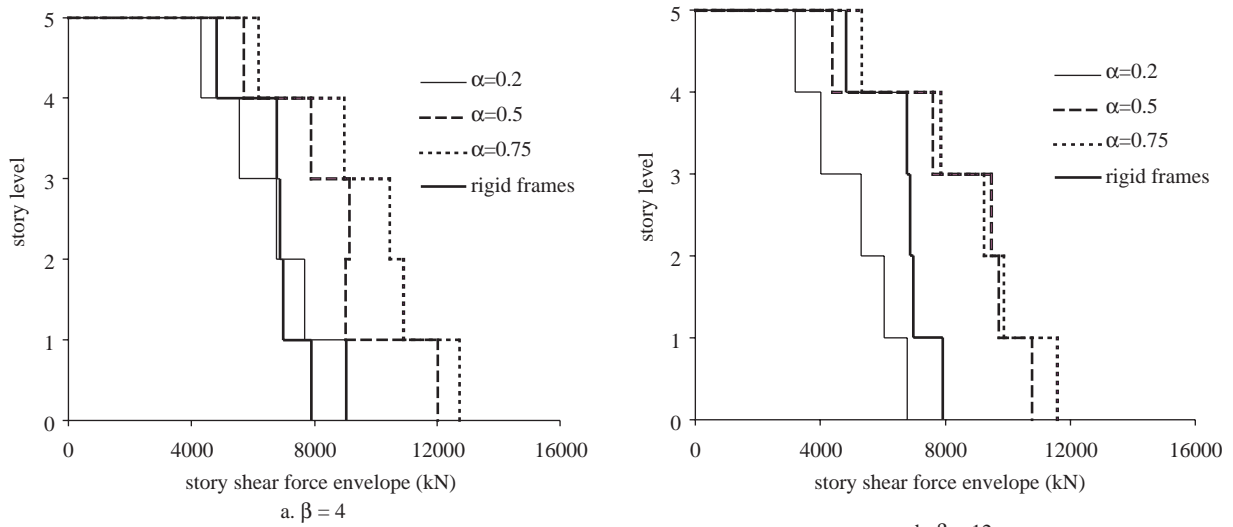 5
4
3
2
1
0
story level
α=0.2
α=0.5
α=0.75
rigid frames
0 4000 8000 12000 16000
story shear force envelope (kN)
a. β = 4
5
4
3
2
1
0
story level
α=0.2
α=0.5
α=0.75
rigid frames
0 4000 8000 12000 16000
story shear force envelope (kN)